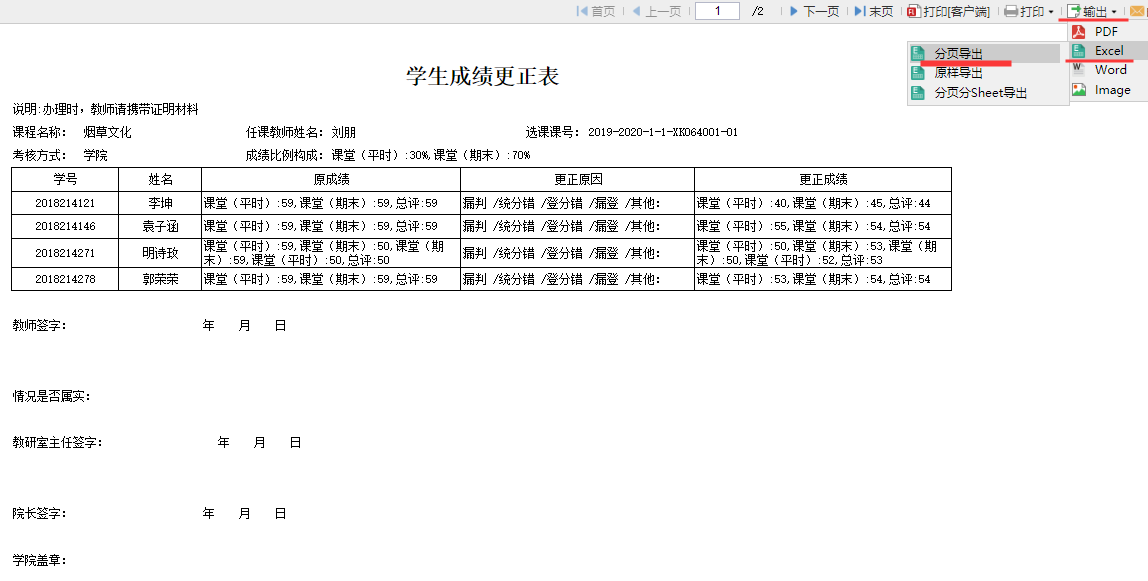 首页 上一页 1 /2 下一页 末页 打印[客户端] 打印 输出
PDF
Excel
Word
Image
分页导出
原样导出
分页分Sheet导出
学生成绩更正表
说明:办理时，教师请携带证明材料
课程名称： 烟草文化 任课教师姓名：刘朋 选课课号：2019-2020-1-1-XK064001-01
考核方式： 学院 成绩比例构成：课堂（平时）:30%,课堂（期末）:70%
学号 姓名 原成绩 更正原因 更正成绩
2018214121 李坤 课堂（平时）:59,课堂（期末）:59,总评:59 漏判 /统分错 /登分错 /漏登 /其他： 课堂（平时）:40,课堂（期末）:45,总评:44
2018214146 袁子涵 课堂（平时）:59,课堂（期末）:59,总评:59 漏判 /统分错 /登分错 /漏登 /其他： 课堂（平时）:55,课堂（期末）:54,总评:54
2018214271 明诗玫 课堂（平时）:59,课堂（期末）:50,课堂（期
末）:59,课堂（平时）:50,总评:50 漏判 /统分错 /登分错 /漏登 /其他： 课堂（平时）:50,课堂（期末）:53,课堂（期
末）:50,课堂（平时）:52,总评:53
2018214278 郭荣荣 课堂（平时）:59,课堂（期末）:59,总评:59 漏判 /统分错 /登分错 /漏登 /其他： 课堂（平时）:53,课堂（期末）:54,总评:54
教师签字： 年 月 日
情况是否属实：
教研室主任签字： 年 月 日
院长签字： 年 月 日
学院盖章：